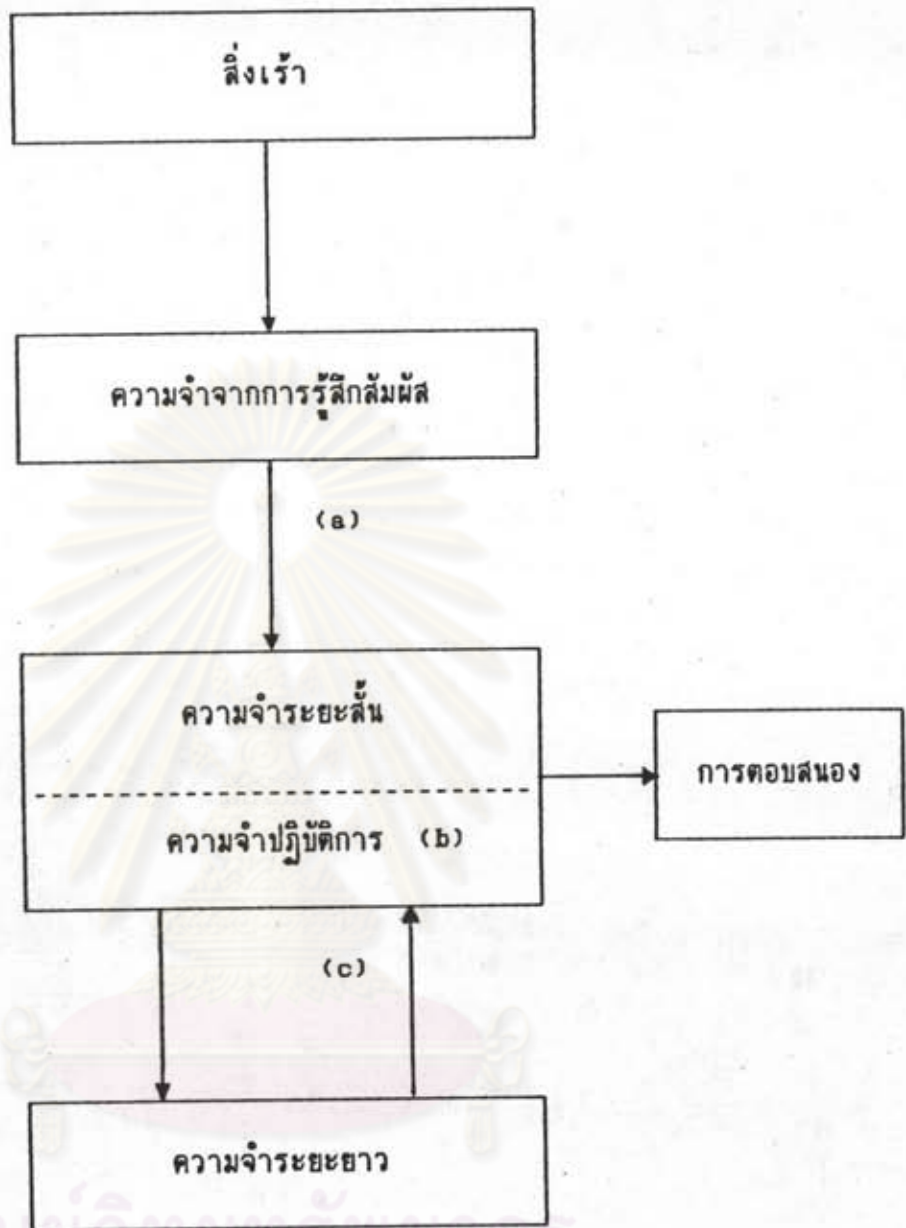 สิ่งเร้า
ความจำจากการรู้สึกสัมผัส
(a)
ความจำระยะสั้น
การตอบสนอง
ความจำปฏิบัติการ (b)
(c)
ความจำระยะยาว